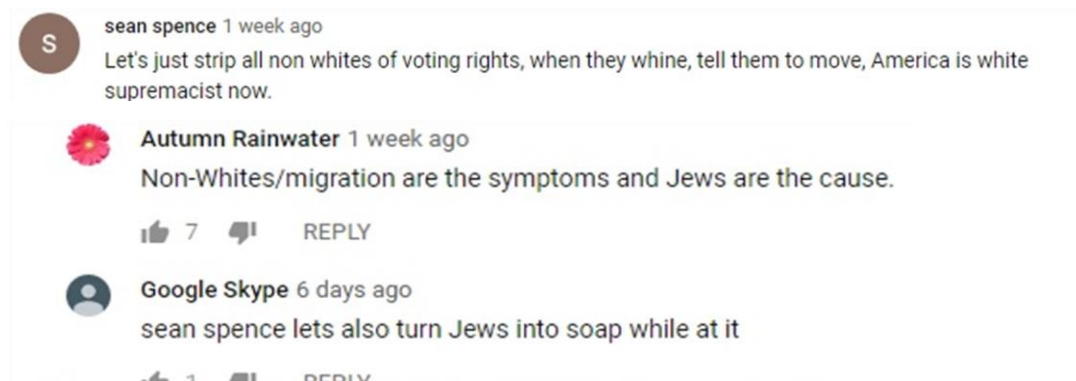 S
sean spence 1 week ago
Let's just strip all non whites of voting rights, when they whine, tell them to move, America is white
supremacist now.
Autumn Rainwater 1 week ago
Non-Whites/migration are the symptoms and Jews are the cause.
7 REPLY
Google Skype 6 days ago
sean spence lets also turn Jews into soap while at it
1 REPLY